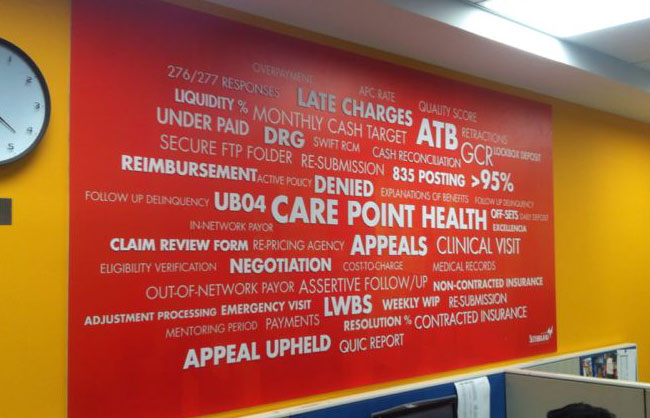 OVERPAYMENT
276/277 RESPONSES APC RATE
LIQUIDITY % LATE CHARGES QUALITY SCORE
UNDER PAID MONTHLY CASH TARGET ATB RETRACTIONS
DRG SWIFT RCM GCR LOCKBOX DEPOSIT
SECURE FTP FOLDER RE-SUBMISSION CASH RECONCILIATION
REIMBURSEMENT ACTIVE POLICY DENIED 835 POSTING >95%
EXPLANATIONS OF BENEFITS FOLLOW UP DELINQUENCY
FOLLOW UP DELINQUENCY UB04 CARE POINT HEALTH OFF-SETS DAILY DEPOSIT
IN-NETWORK PAYOR EXCELLENCIA
CLAIM REVIEW FORM RE-PRICING AGENCY APPEALS CLINICAL VISIT
ELIGIBILITY VERIFICATION NEGOTIATION COST-TO-CHARGE MEDICAL RECORDS
OUT-OF-NETWORK PAYOR ASSERTIVE FOLLOW/UP NON-CONTRACTED INSURANCE
ADJUSTMENT PROCESSING EMERGENCY VISIT LWBS WEEKLY WIP RE-SUBMISSION
MENTORING PERIOD PAYMENTS RESOLUTION % CONTRACTED INSURANCE
APPEAL UPHELD QUIC REPORT